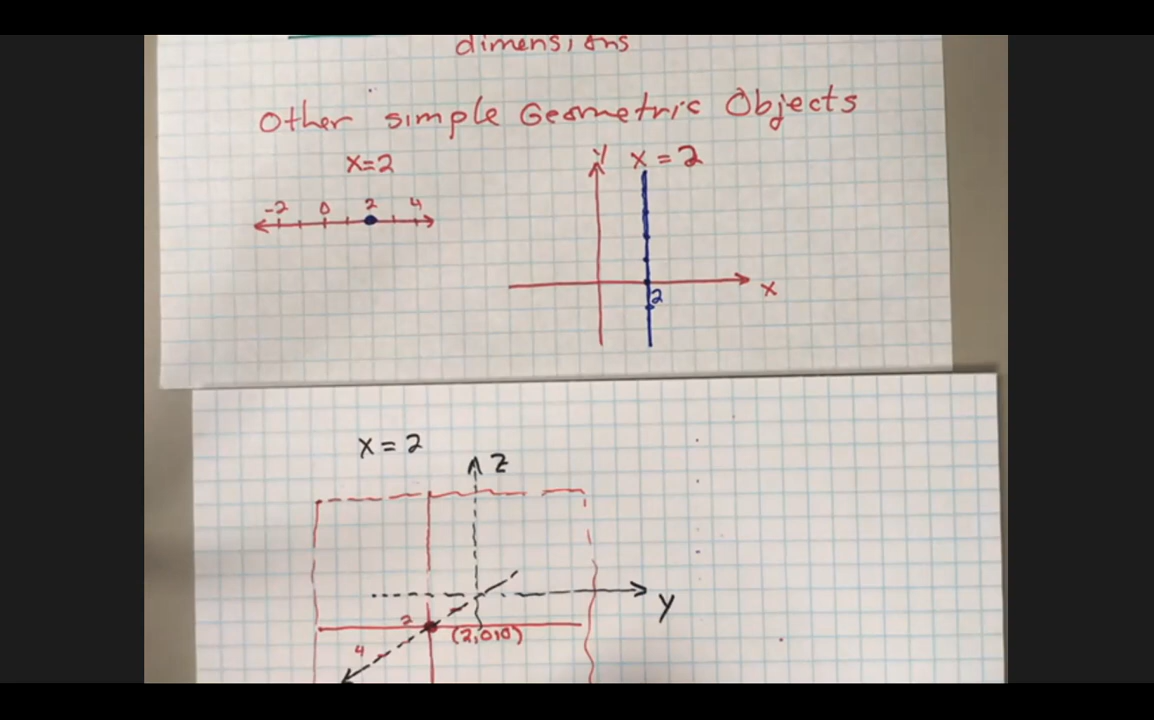 dimensions
Other simple Geometric Objects
x=2
-2 0 2 4
y x = 2
x
2
x = 2
z
y
2
(2,0,0)
4